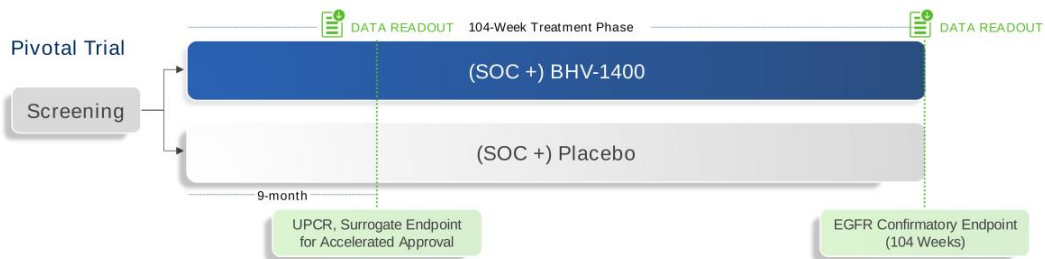 DATA READOUT
104-Week Treatment Phase
DATA READOUT
Pivotal Trial
(SOC +) BHV-1400
Screening
(SOC +) Placebo
9-month
UPCR, Surrogate Endpoint
for Accelerated Approval
EGFR Confirmatory Endpoint
(104 Weeks)